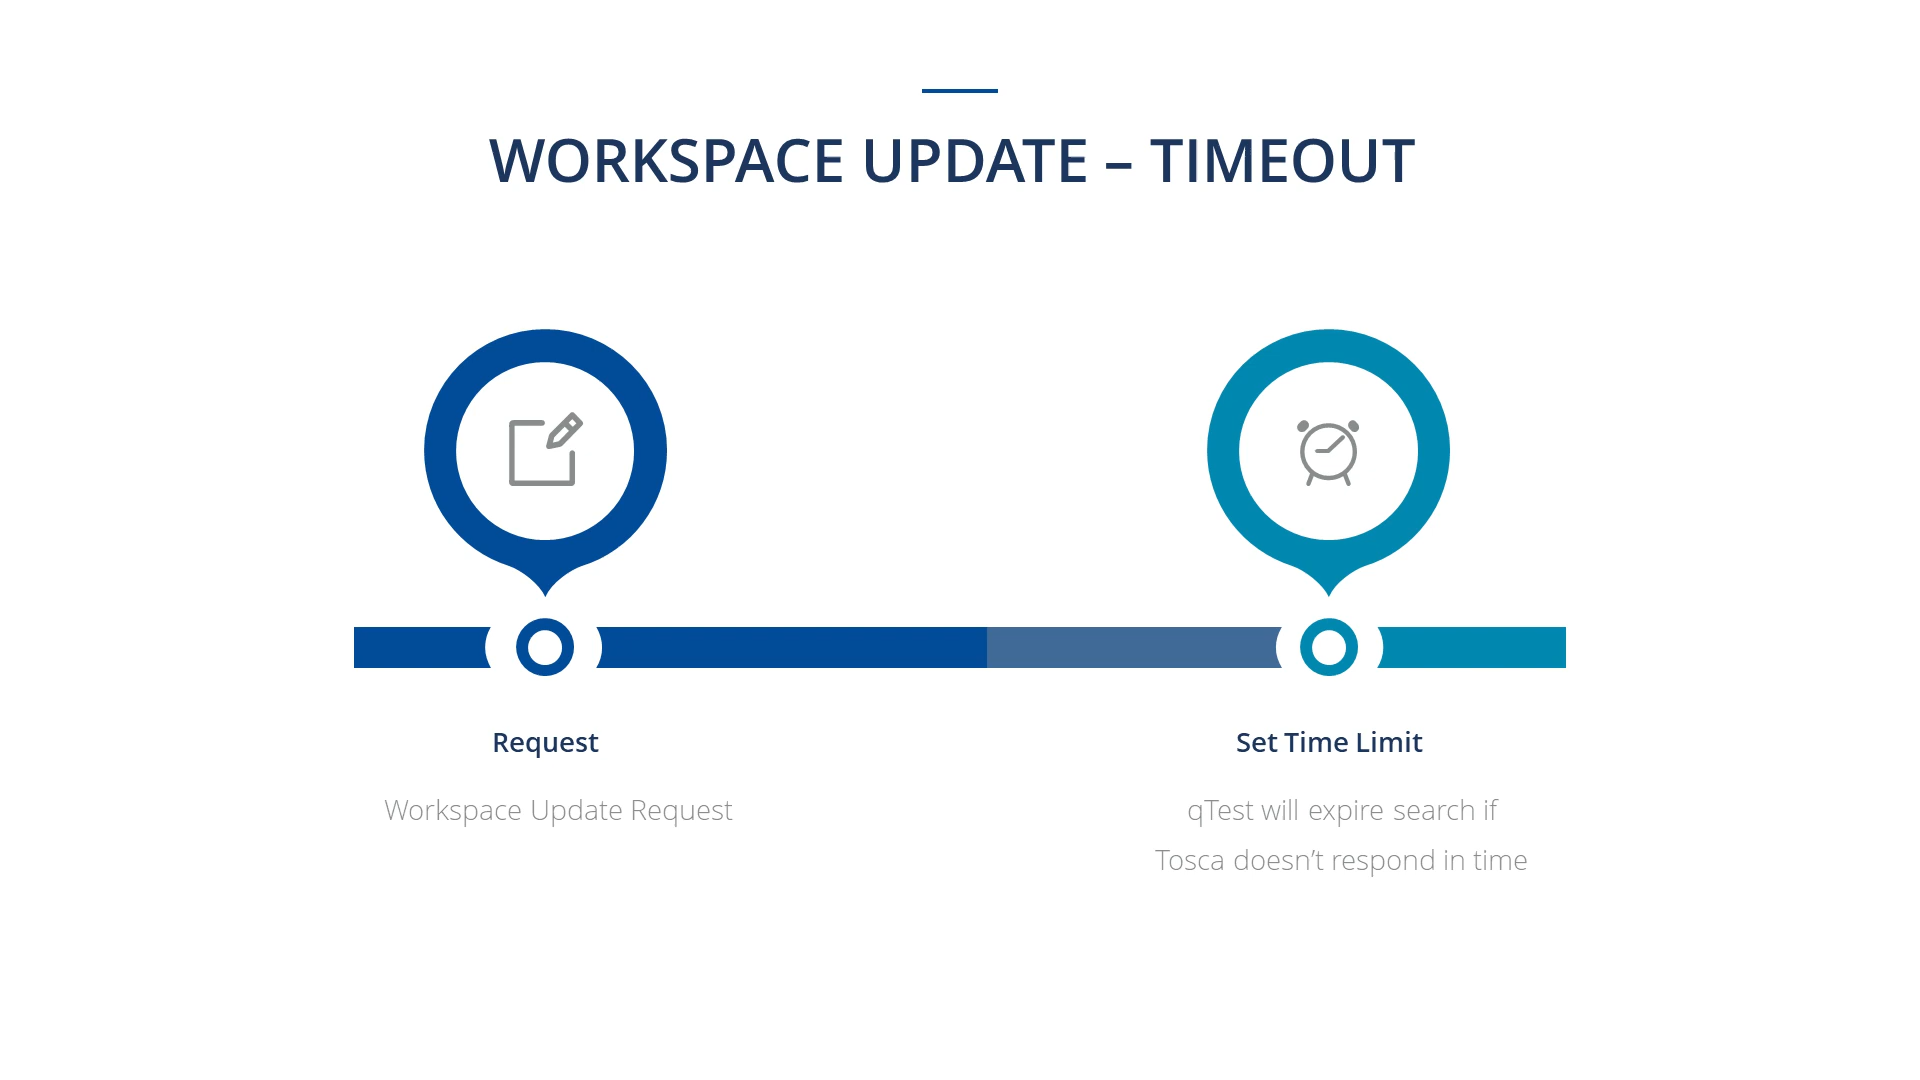 WORKSPACE UPDATE – TIMEOUT
Request
Workspace Update Request
Set Time Limit
qTest will expire search if
Tosca doesn’t respond in time